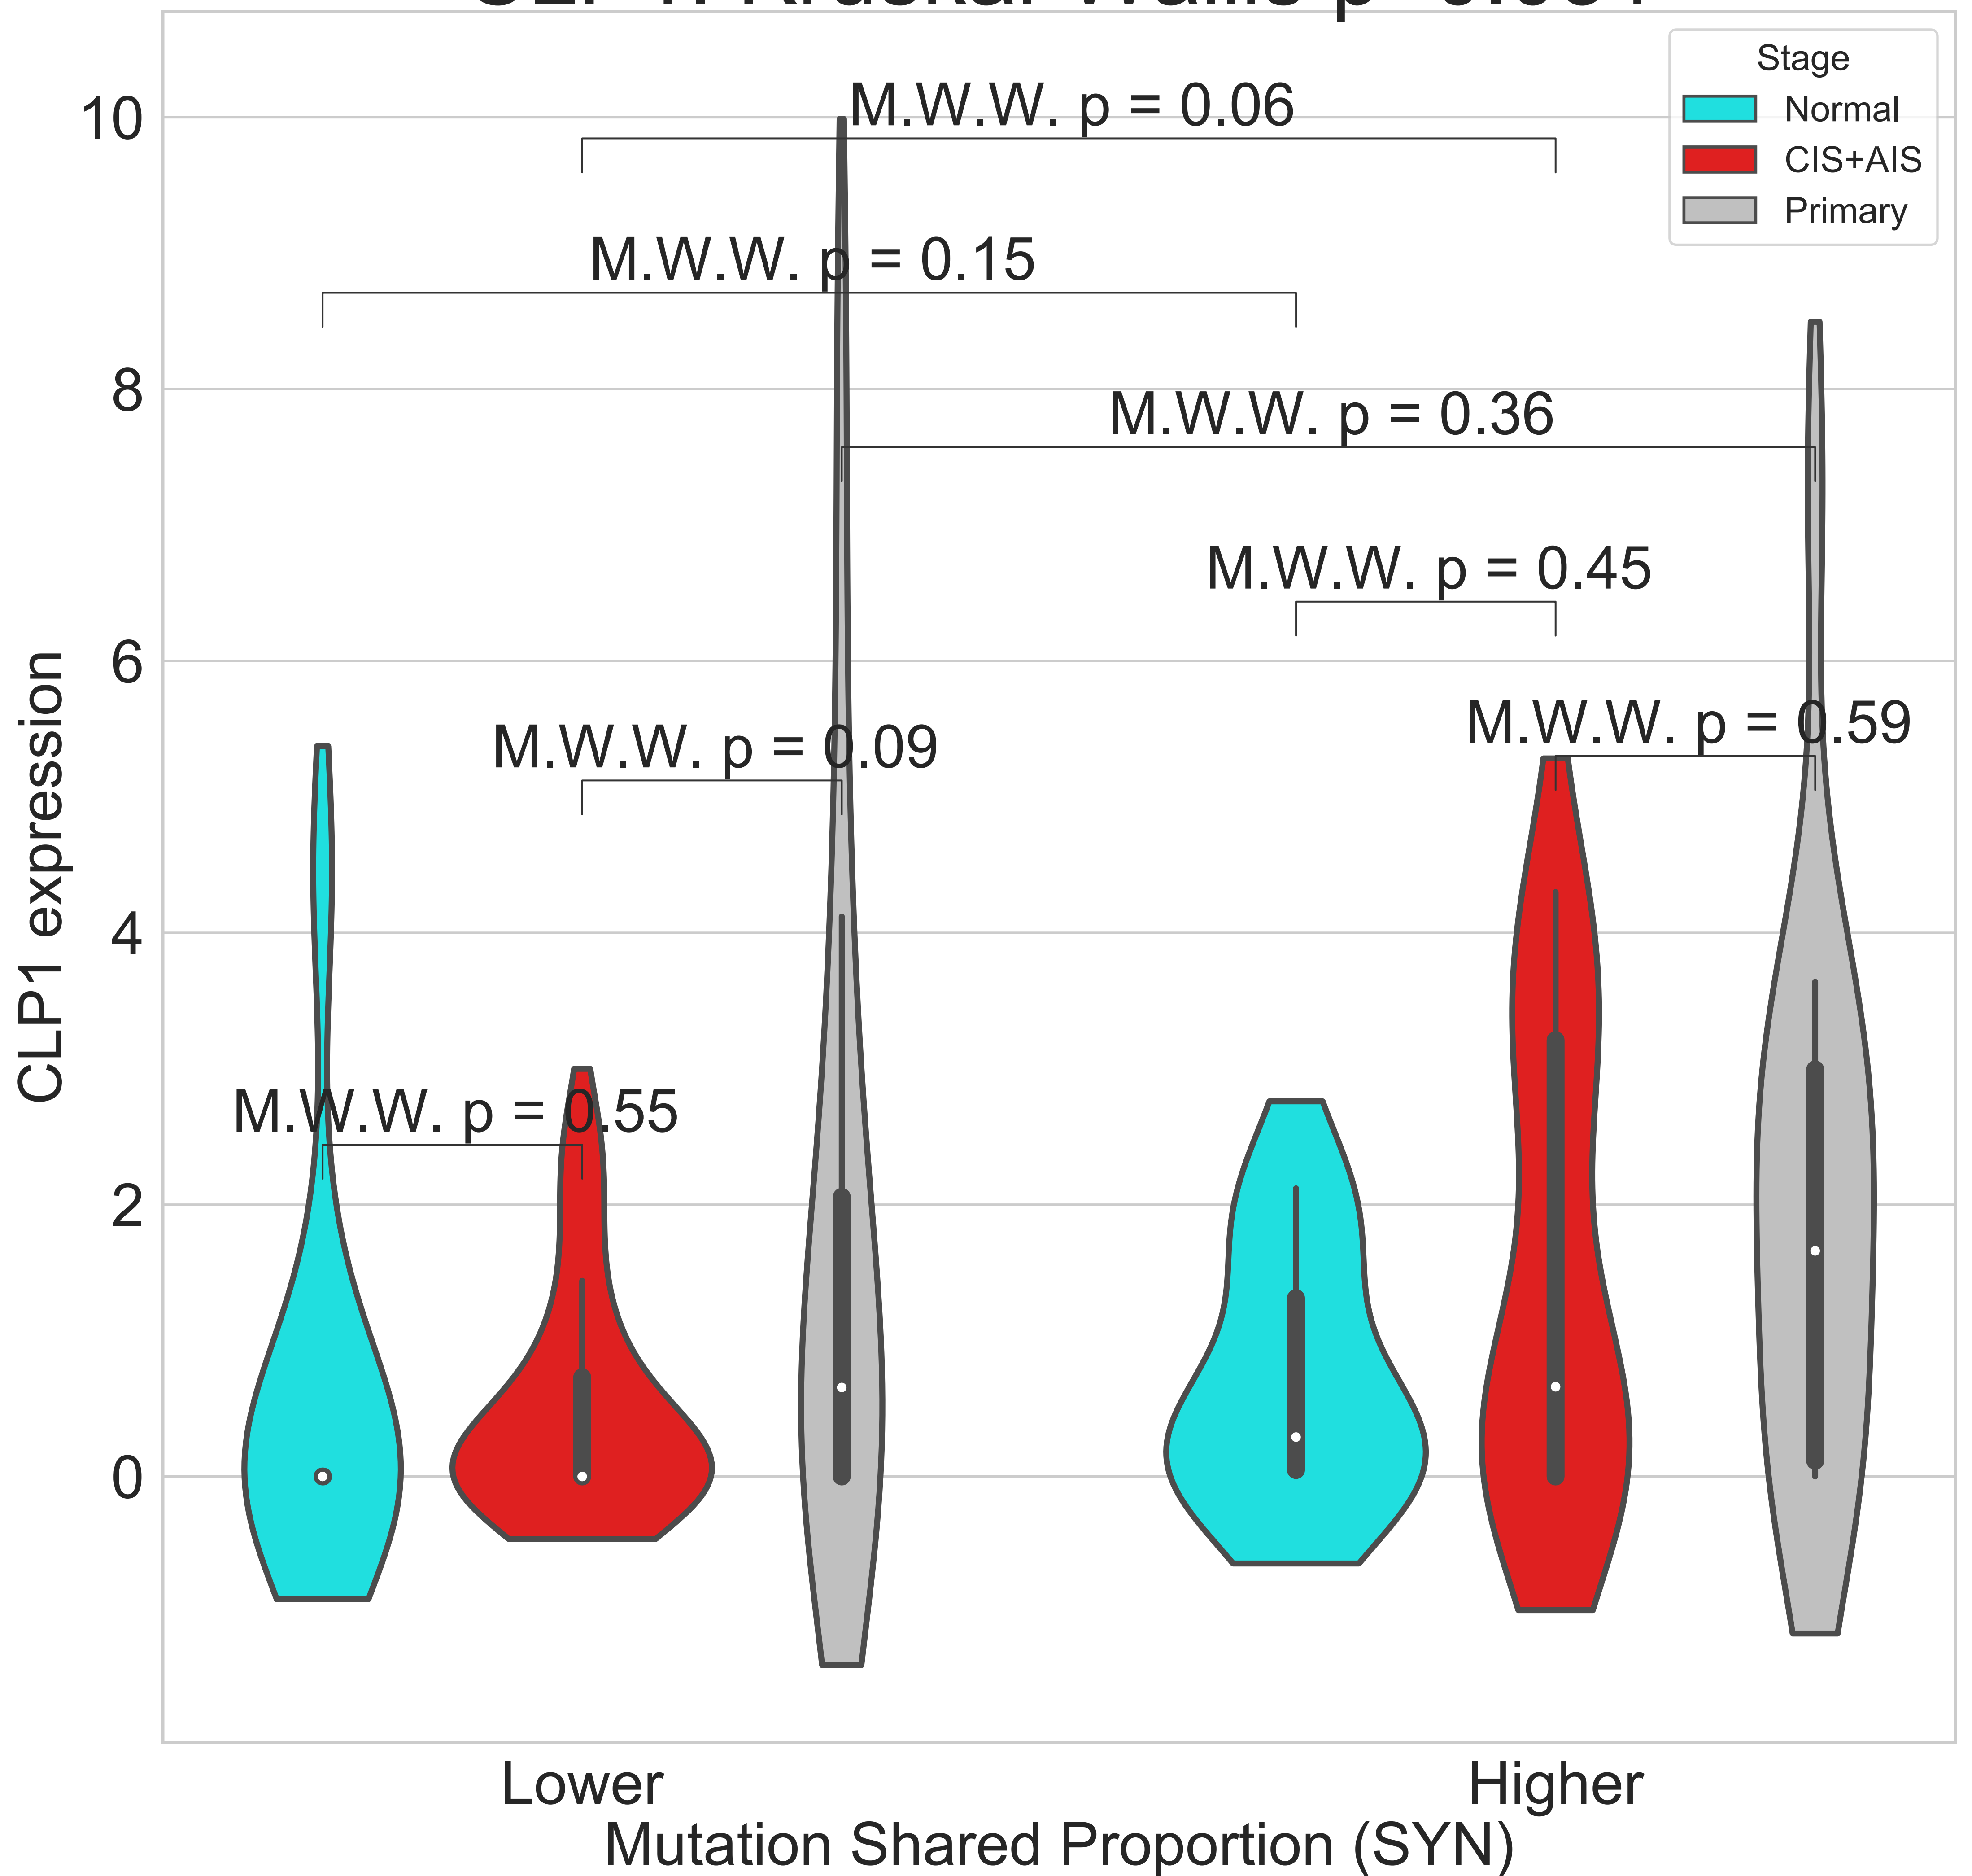 Stage
Normal
CIS+AIS
Primary
M.W.W. p = 0.06
M.W.W. p = 0.15
M.W.W. p = 0.36
M.W.W. p = 0.45
M.W.W. p = 0.59
M.W.W. p = 0.09
M.W.W. p = 0.55
10
8
6
4
2
0
CLP1 expression
Lower
Higher
Mutation Shared Proportion (SYN)